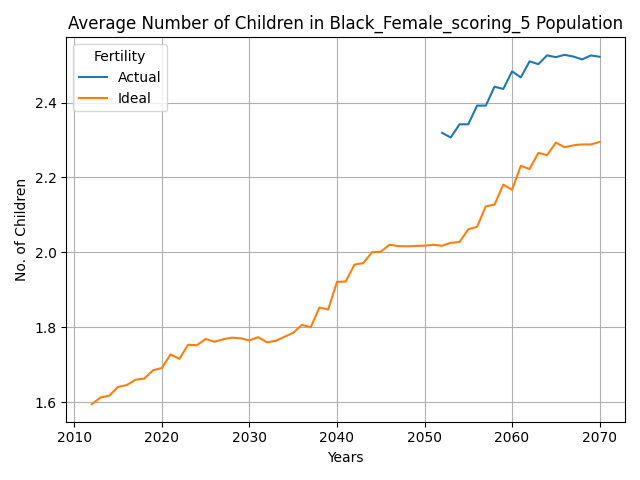 Average Number of Children in Black_Female_scoring_5 Population
Fertility
Actual
Ideal
No. of Children
2.4
2.2
2.0
1.8
1.6
2010 2020 2030 2040 2050 2060 2070
Years